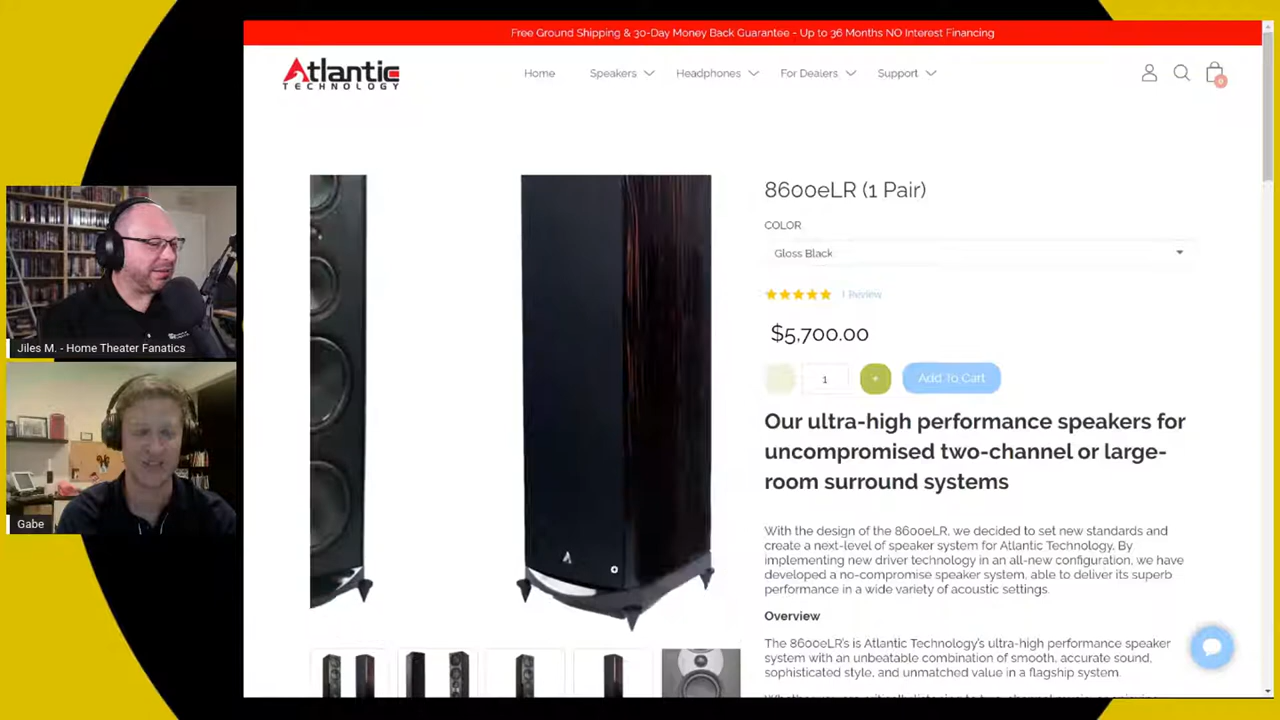 Free Ground Shipping & 30-Day Money Back Guarantee - Up to 36 Months NO Interest Financing
Atlantic
TECHNOLOGY
Home
Speakers
Headphones
For Dealers
Support
0
8600eLR (1 Pair)
COLOR
Gloss Black
1 Review
$5,700.00
1
+
Add To Cart
Our ultra-high performance speakers for
uncompromised two-channel or large-
room surround systems
With the design of the 8600eLR, we decided to set new standards and
create a next-level of speaker system for Atlantic Technology. By
implementing new driver technology in an all-new configuration, we have
developed a no-compromise speaker system, able to deliver its superb
performance in a wide variety of acoustic settings.
Overview
The 8600eLR's is Atlantic Technology's ultra-high performance speaker
system with an unbeatable combination of smooth, accurate sound,
sophisticated style, and unmatched value in a flagship system.
Jiles M. - Home Theater Fanatics
Gabe